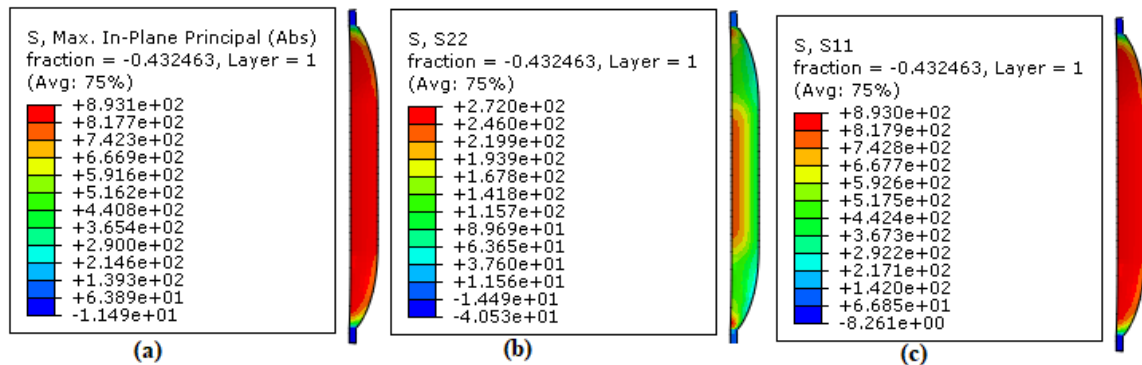 S, Max. In-Plane Principal (Abs)
fraction = -0.432463, Layer = 1
(Avg: 75%)
+8.931e+02
+8.177e+02
+7.423e+02
+6.669e+02
+5.916e+02
+5.162e+02
+4.408e+02
+3.654e+02
+2.900e+02
+2.146e+02
+1.393e+02
+6.389e+01
-1.149e+01
(a)
S, S22
fraction = -0.432463, Layer = 1
(Avg: 75%)
+2.720e+02
+2.460e+02
+2.199e+02
+1.939e+02
+1.678e+02
+1.418e+02
+1.157e+02
+8.969e+01
+6.365e+01
+3.760e+01
+1.156e+01
-1.449e+01
-4.053e+01
(b)
S, S11
fraction = -0.432463, Layer = 1
(Avg: 75%)
+8.930e+02
+8.179e+02
+7.428e+02
+6.677e+02
+5.926e+02
+5.175e+02
+4.424e+02
+3.673e+02
+2.922e+02
+2.171e+02
+1.420e+02
+6.685e+01
-8.261e+00
(c)